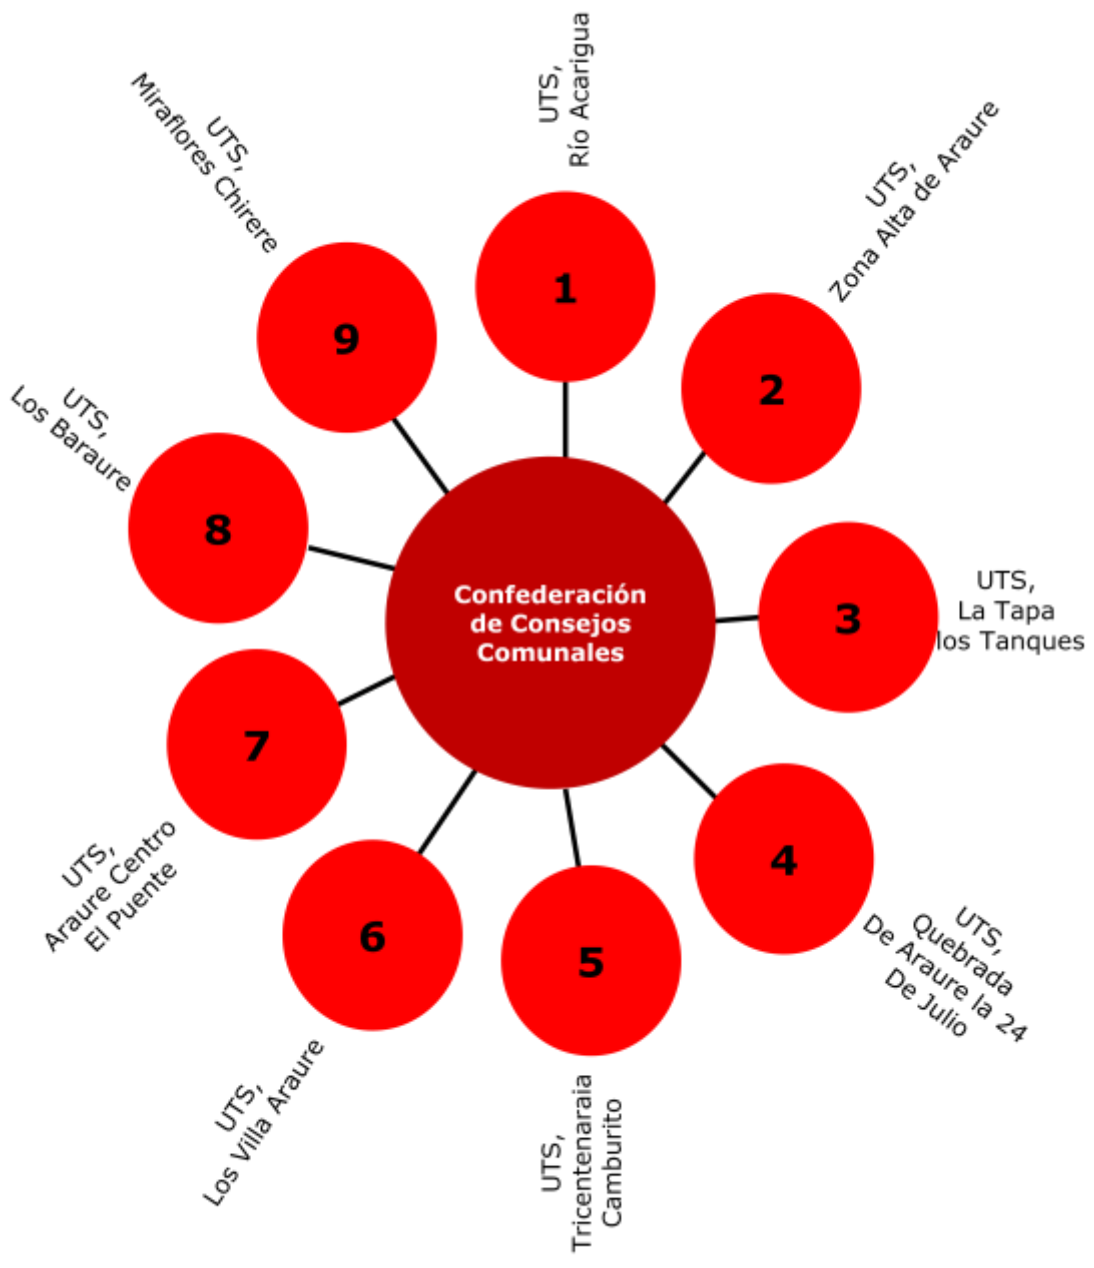 UTS,
Río Acarigua
1
UTS,
Zona Alta de Araure
2
UTS,
La Tapa
los Tanques
3
UTS,
Quebrada
De Araure la 24
De Julio
4
UTS,
Tricentenaraia
Camburito
5
UTS,
Los Villa Araure
6
UTS,
Araure Centro
El Puente
7
UTS,
Los Baraure
8
UTS,
Miraflores Chirere
9
Confederación
de Consejos
Comunales